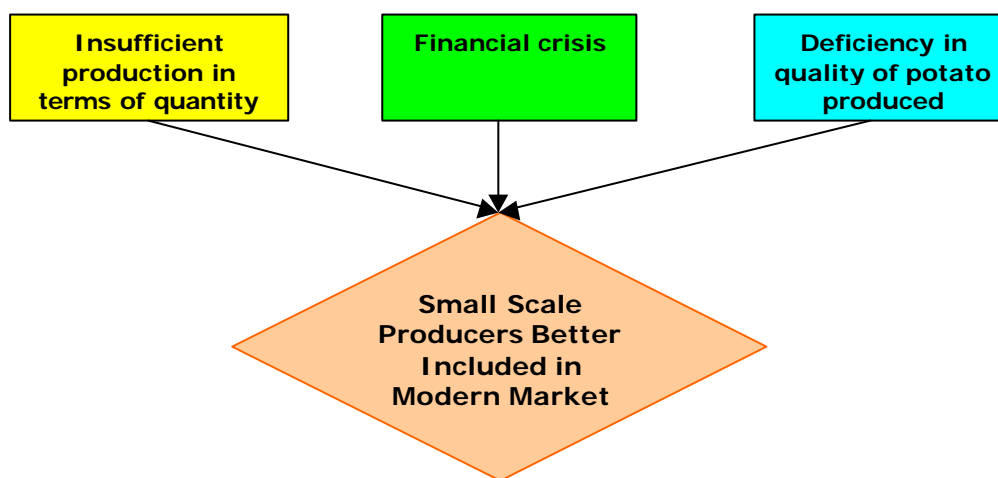 Insufficient
production in
terms of quantity
Financial crisis
Deficiency in
quality of potato
produced
Small Scale
Producers Better
Included in
Modern Market